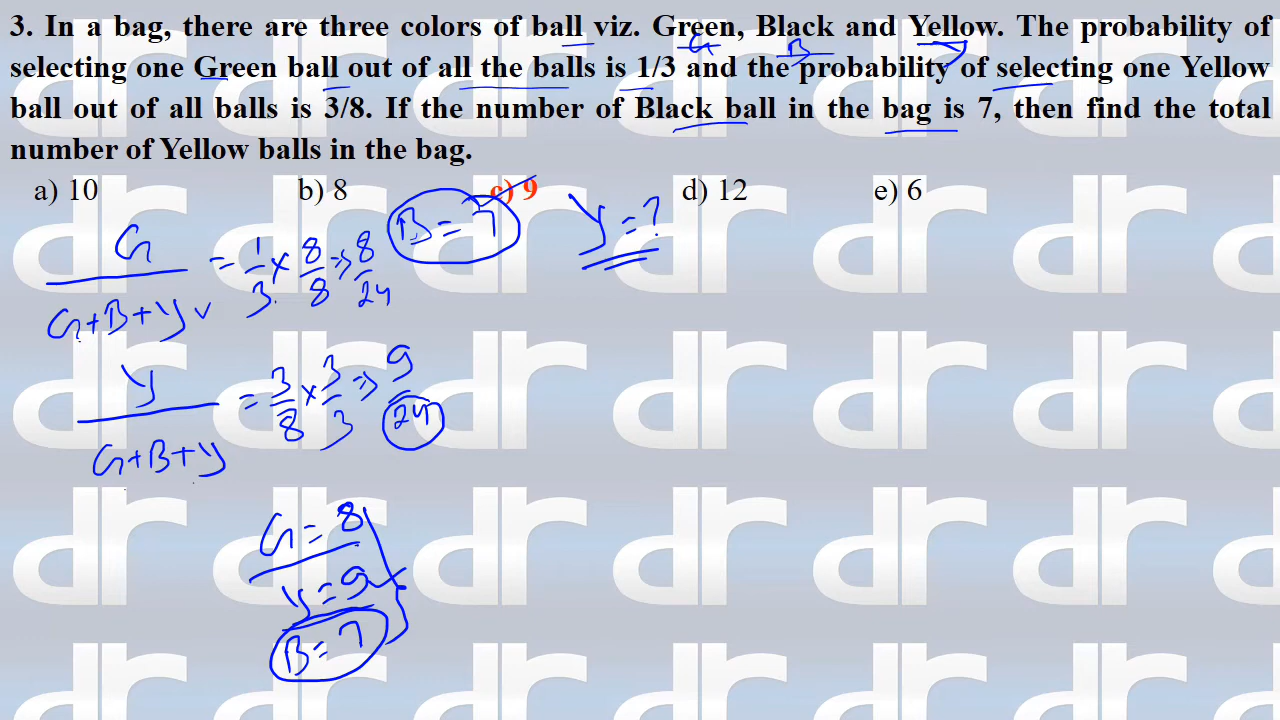 3. In a bag, there are three colors of ball viz. Green, Black and Yellow. The probability of
G B Y
selecting one Green ball out of all the balls is 1/3 and the probability of selecting one Yellow
ball out of all balls is 3/8. If the number of Black ball in the bag is 7, then find the total
number of Yellow balls in the bag.
a) 10 b) 8 c) 9 d) 12 e) 6
B = 7 Y = ?
G/(G+B+Y) = 1/3 × 8/8 => 8/24
Y/(G+B+Y) = 3/8 × 3/3 => 9/24
G = 8
Y = 9
B = 7
dr